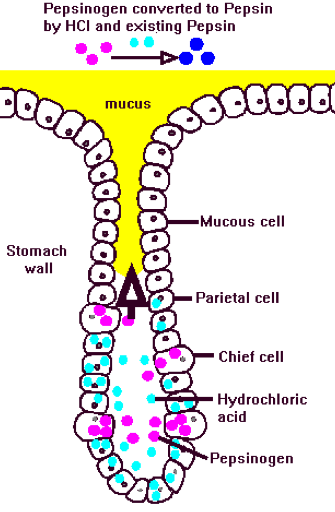 Pepsinogen converted to Pepsin
by HCl and existing Pepsin
mucus
Mucous cell
Stomach
wall
Parietal cell
Chief cell
Hydrochloric
acid
Pepsinogen